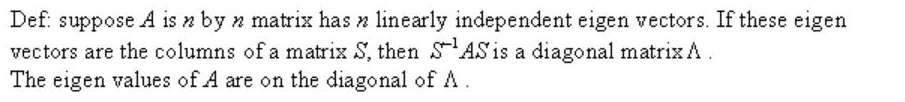 Def: suppose A is n by n matrix has n linearly independent eigen vectors. If these eigen
vectors are the columns of a matrix S, then S⁻¹AS is a diagonal matrix Λ .
The eigen values of A are on the diagonal of Λ .